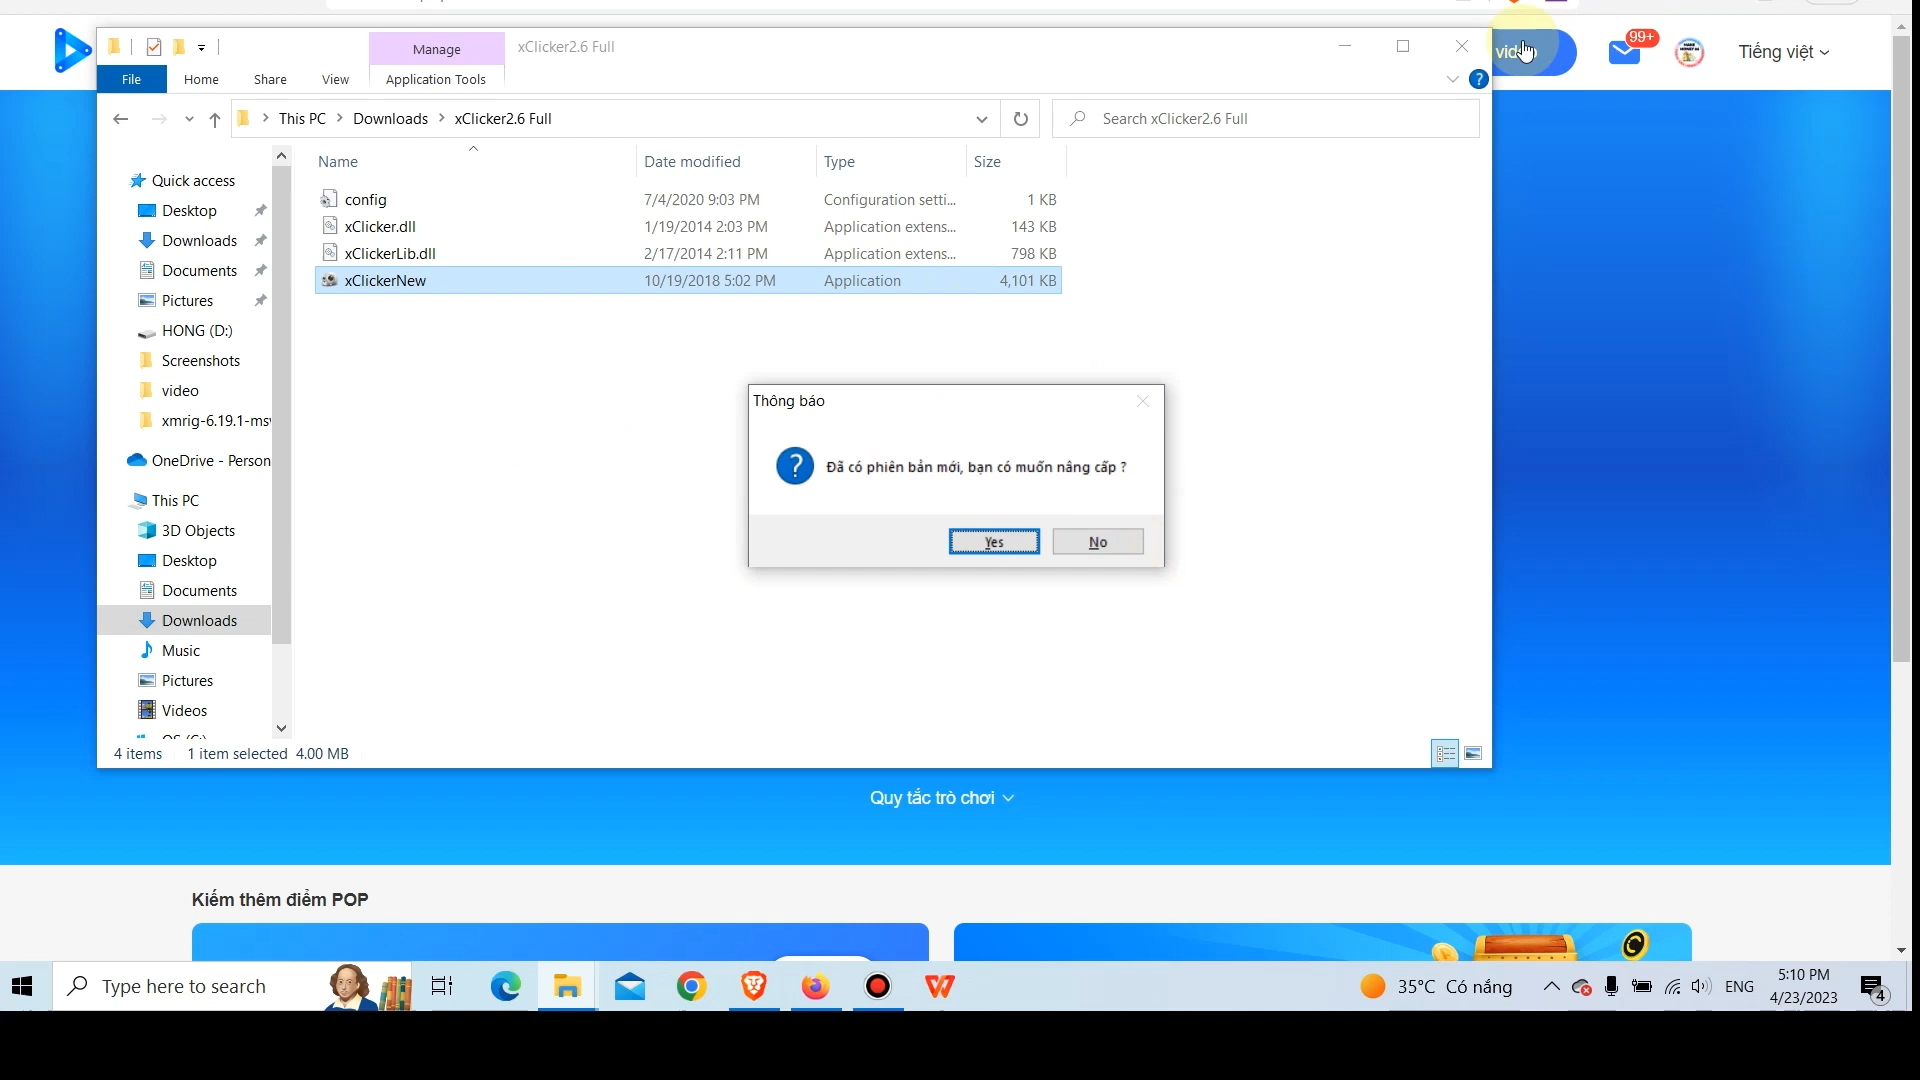 Manage
xClicker2.6 Full
99+
Tiếng việt
File
Home
Share
View
Application Tools
This PC
Downloads
xClicker2.6 Full
Search xClicker2.6 Full
Name
Date modified
Type
Size
Quick access
Desktop
Downloads
Documents
Pictures
HONG (D:)
Screenshots
video
OneDrive - Person
This PC
3D Objects
Desktop
Documents
Downloads
Music
Pictures
Videos
config 7/4/2020 9:03 PM Configuration setti... 1 KB
xClicker.dll 1/19/2014 2:03 PM Application extens... 143 KB
xClickerLib.dll 2/17/2014 2:11 PM Application extens... 798 KB
xClickerNew 10/19/2018 5:02 PM Application 4,101 KB
Thông báo
Đã có phiên bản mới, bạn có muốn nâng cấp ?
Yes
No
4 items 1 item selected 4.00 MB
Quy tắc trò chơi
Kiếm thêm điểm POP
Type here to search
35°C Có nắng
ENG
5:10 PM
4/23/2023
4